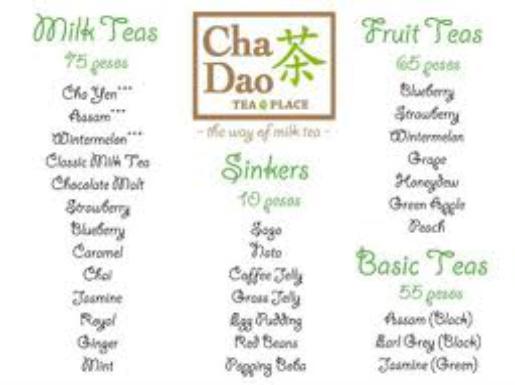 Milk Teas
75 pesos
Cha Yen***
Assam***
Wintermelon***
Classic Milk Tea
Chocolate Malt
Strawberry
Blueberry
Caramel
Chai
Jasmine
Royal
Ginger
Mint
Cha 茶
Dao
TEA PLACE
- the way of milk tea -
Sinkers
10 pesos
Sago
Nata
Coffee Jelly
Grass Jelly
Egg Pudding
Red Beans
Popping Boba
Fruit Teas
65 pesos
Blueberry
Strawberry
Wintermelon
Grape
Honeydew
Green Apple
Peach
Basic Teas
55 pesos
Assam (Black)
Earl Grey (Black)
Jasmine (Green)